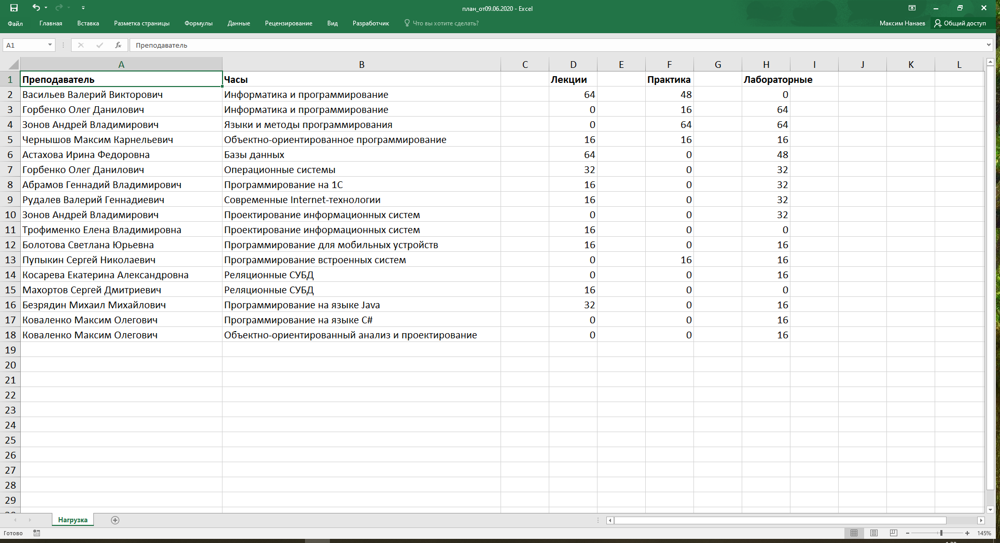 план_от09.06.2020 - Excel
Файл Главная Вставка Разметка страницы Формулы Данные Рецензирование Вид Разработчик Что вы хотите сделать? Максим Нанаев Общий доступ
A1 fx Преподаватель
A B C D E F G H I J K L
1 Преподаватель Часы Лекции Практика Лабораторные
2 Васильев Валерий Викторович Информатика и программирование 64 48 0
3 Горбенко Олег Данилович Информатика и программирование 0 16 64
4 Зонов Андрей Владимирович Языки и методы программирования 0 64 64
5 Чернышов Максим Карнельевич Объектно-ориентированное программирование 16 16 16
6 Астахова Ирина Федоровна Базы данных 64 0 48
7 Горбенко Олег Данилович Операционные системы 32 0 32
8 Абрамов Геннадий Владимирович Программирование на 1С 16 0 32
9 Рудалев Валерий Геннадиевич Современные Internet-технологии 16 0 32
10 Зонов Андрей Владимирович Проектирование информационных систем 0 0 32
11 Трофименко Елена Владимировна Проектирование информационных систем 16 0 0
12 Болотова Светлана Юрьевна Программирование для мобильных устройств 16 0 16
13 Пупыкин Сергей Николаевич Программирование встроенных систем 0 16 16
14 Косарева Екатерина Александровна Реляционные СУБД 0 0 16
15 Махортов Сергей Дмитриевич Реляционные СУБД 16 0 0
16 Безрядин Михаил Михайлович Программирование на языке Java 32 0 16
17 Коваленко Максим Олегович Программирование на языке C# 0 0 16
18 Коваленко Максим Олегович Объектно-ориентированный анализ и проектирование 0 0 16
19
20
21
22
23
24
25
26
27
28
29
Нагрузка
Готово 145%